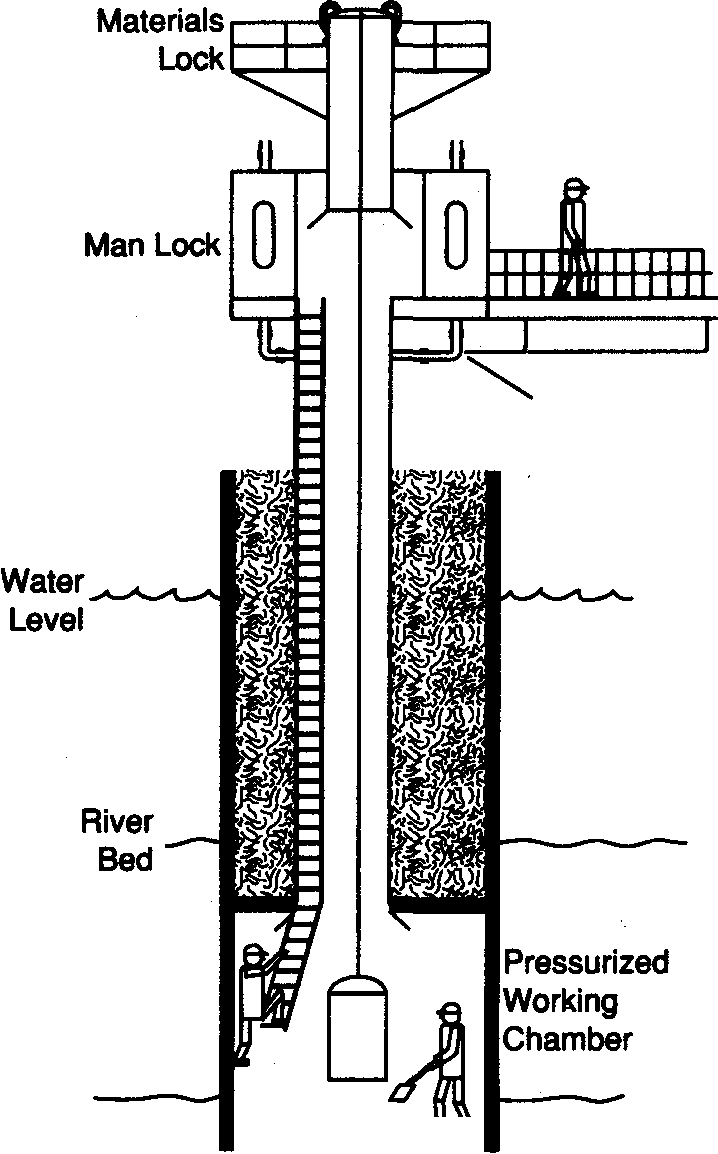 Materials
Lock
Man Lock
Water
Level
River
Bed
Pressurized
Working
Chamber